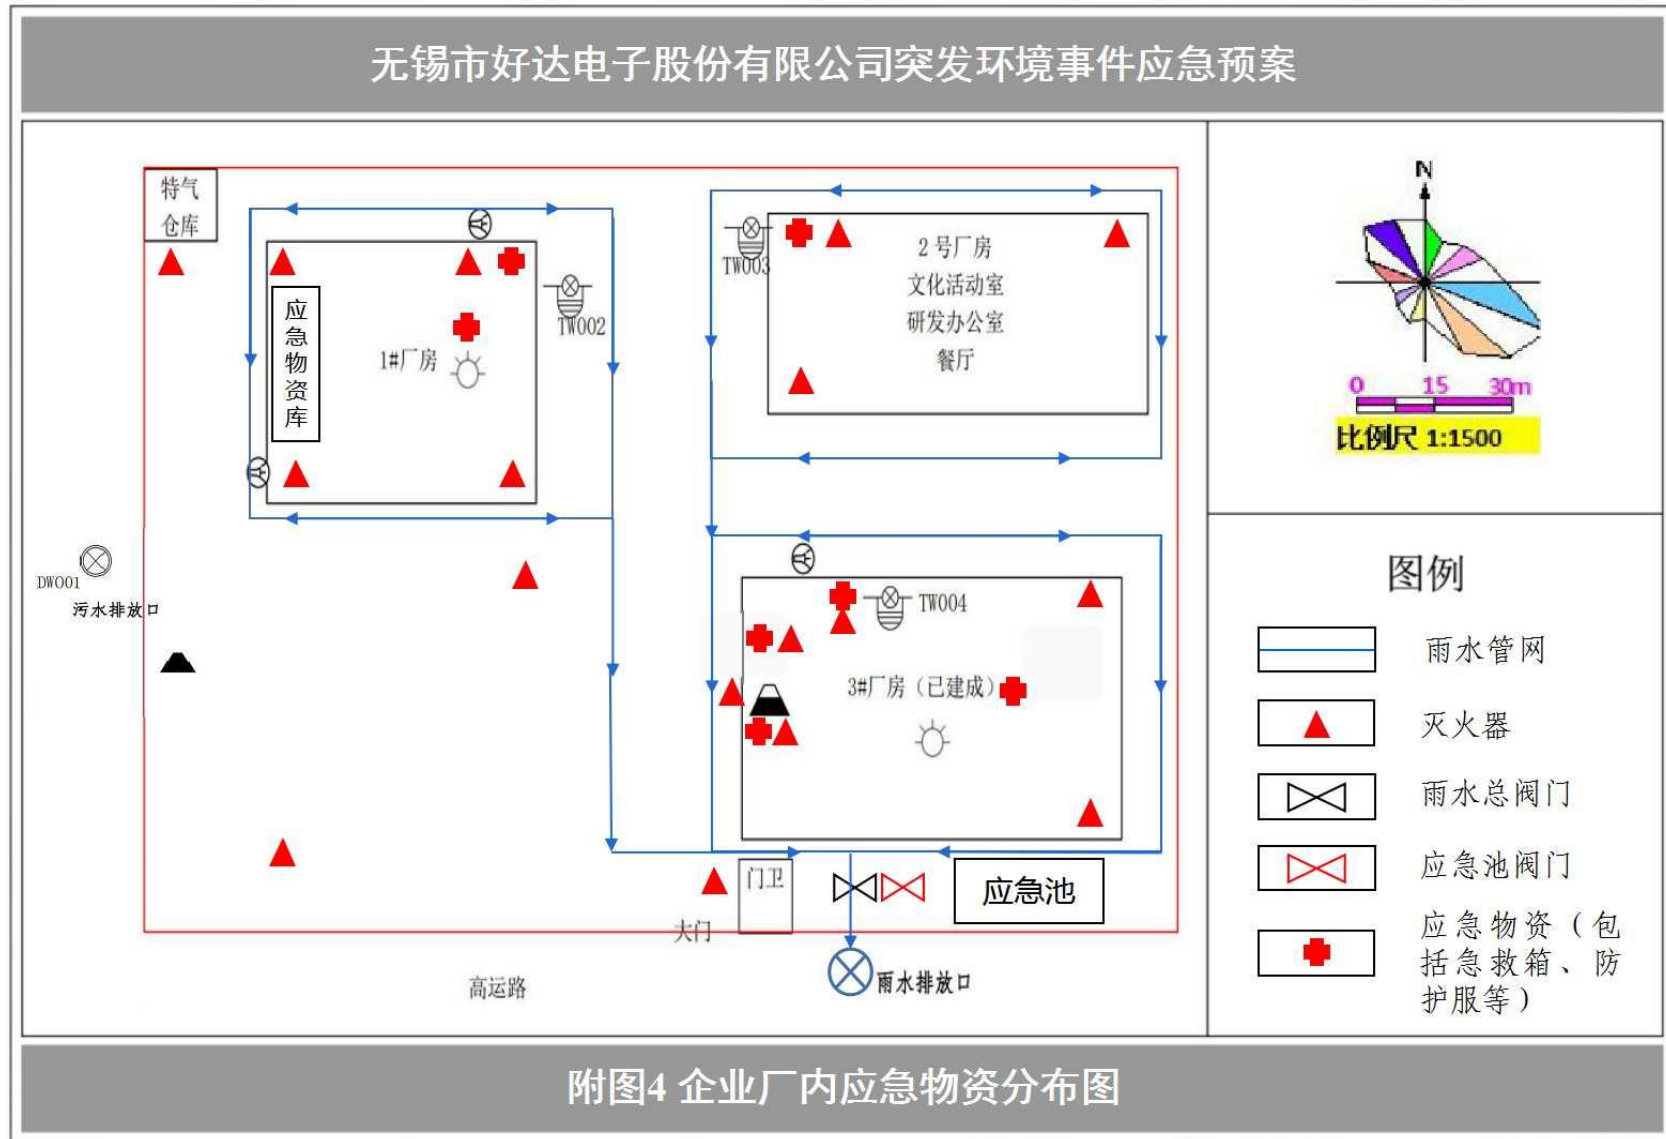 无锡市好达电子股份有限公司突发环境事件应急预案
特气
仓库
TW003
2号厂房
文化活动室
研发办公室
餐厅
TW002
应急物资库
1#厂房
DW001
污水排放口
TW004
3#厂房（已建成）
门卫
应急池
大门
雨水排放口
高运路
N
0 15 30m
比例尺 1:1500
图例
雨水管网
灭火器
雨水总阀门
应急池阀门
应急物资（包
括急救箱、防
护服等）
附图4 企业厂内应急物资分布图